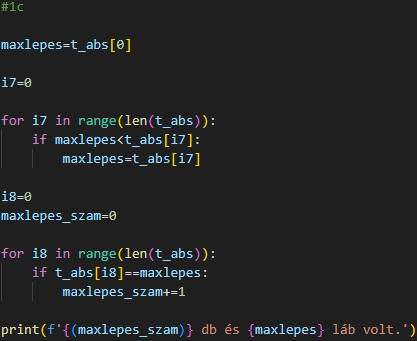 #1c
maxlepes=t_abs[0]
i7=0
for i7 in range(len(t_abs)):
    if maxlepes<t_abs[i7]:
        maxlepes=t_abs[i7]
i8=0
maxlepes_szam=0
for i8 in range(len(t_abs)):
    if t_abs[i8]==maxlepes:
        maxlepes_szam+=1
print(f'{(maxlepes_szam)} db és {maxlepes} láb volt.')